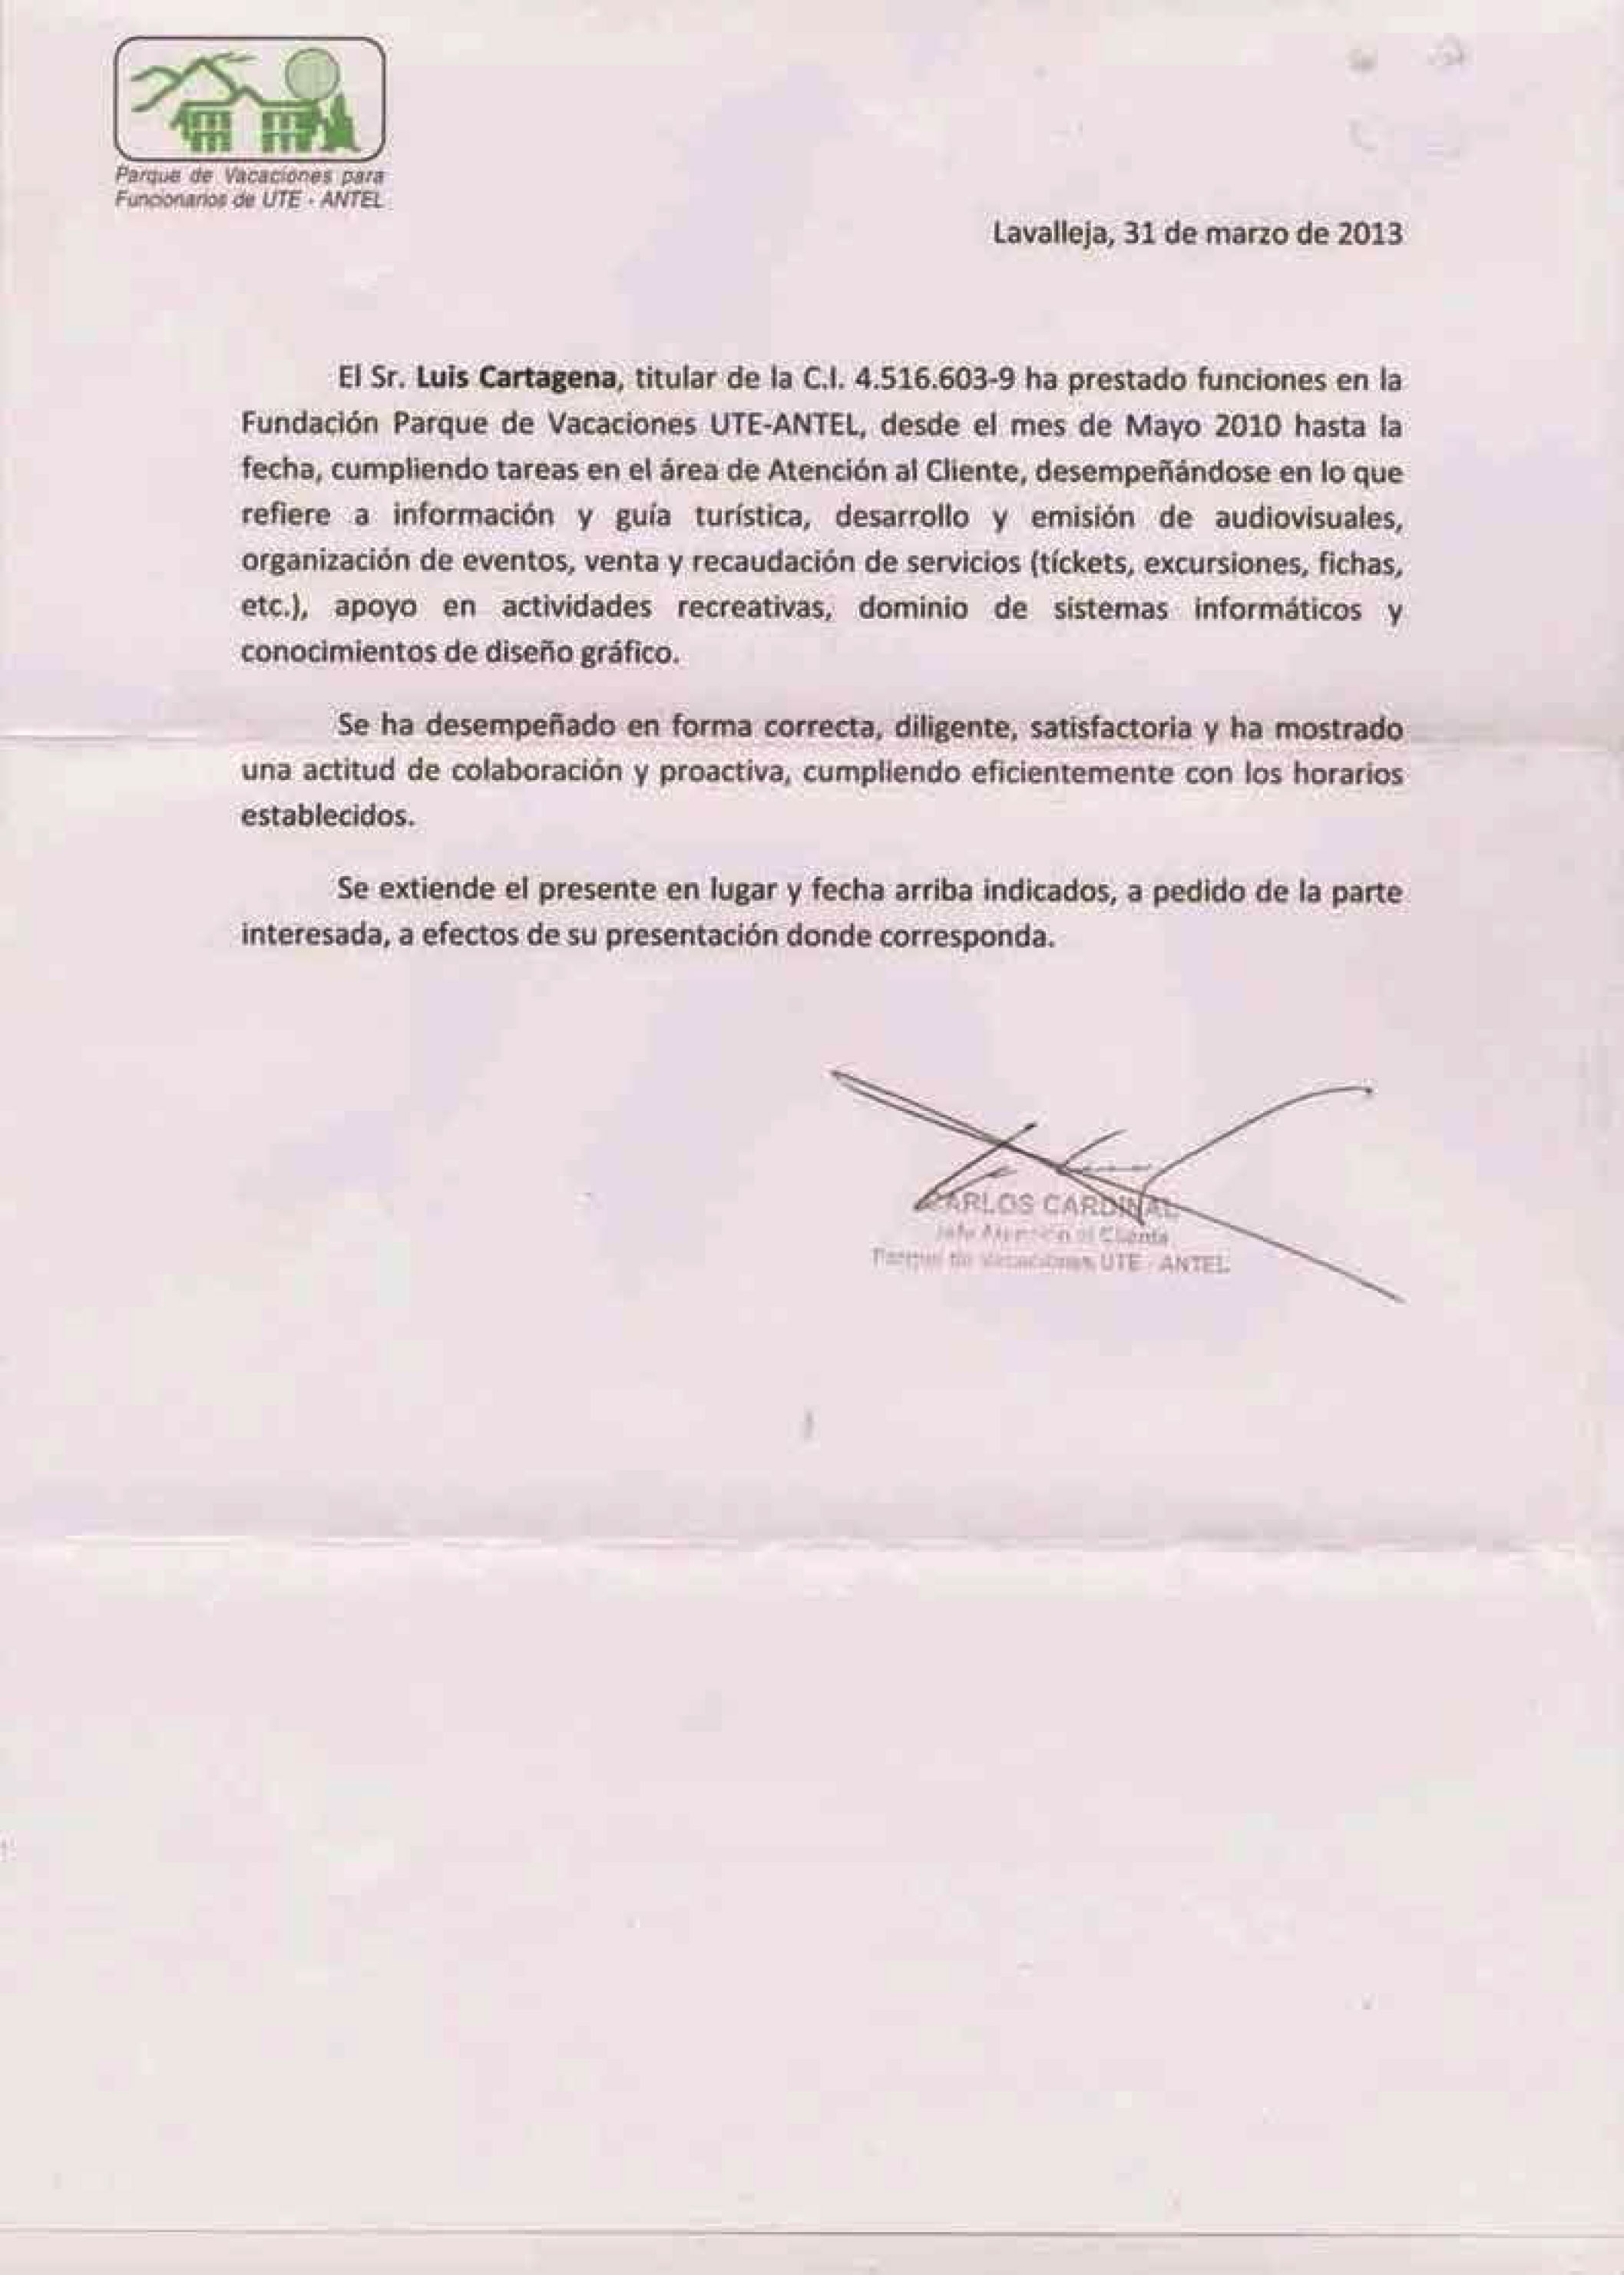 Parque de Vacaciones para
Funcionarios de UTE - ANTEL
Lavalleja, 31 de marzo de 2013
El Sr. Luis Cartagena, titular de la C.I. 4.516.603-9 ha prestado funciones en la
Fundación Parque de Vacaciones UTE-ANTEL, desde el mes de Mayo 2010 hasta la
fecha, cumpliendo tareas en el área de Atención al Cliente, desempeñándose en lo que
refiere a información y guía turística, desarrollo y emisión de audiovisuales,
organización de eventos, venta y recaudación de servicios (tíckets, excursiones, fichas,
etc.), apoyo en actividades recreativas, dominio de sistemas informáticos y
conocimientos de diseño gráfico.
Se ha desempeñado en forma correcta, diligente, satisfactoria y ha mostrado
una actitud de colaboración y proactiva, cumpliendo eficientemente con los horarios
establecidos.
Se extiende el presente en lugar y fecha arriba indicados, a pedido de la parte
interesada, a efectos de su presentación donde corresponda.
CARLOS CARDINAL
Jefe Atención al Cliente
Parque de Vacaciones UTE - ANTEL